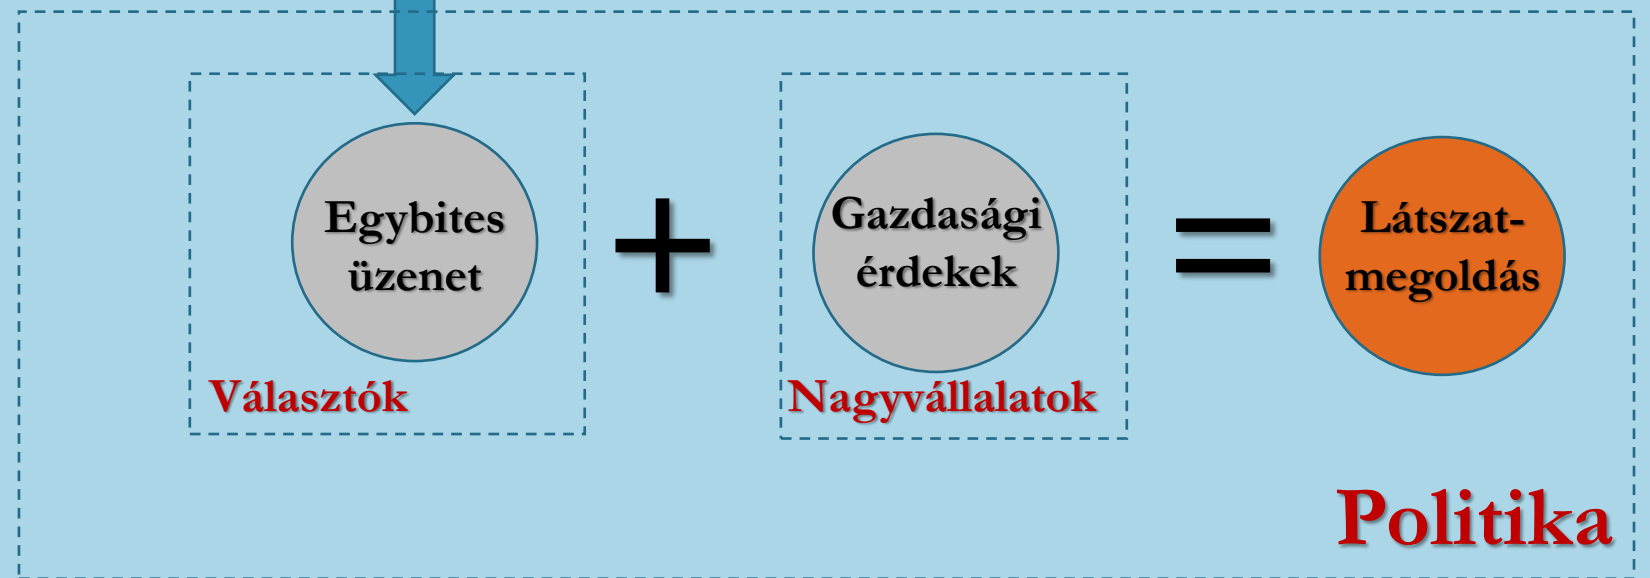 Egybites
üzenet
+
Gazdasági
érdekek
=
Látszat-
megoldás
Választók
Nagyvállalatok
Politika